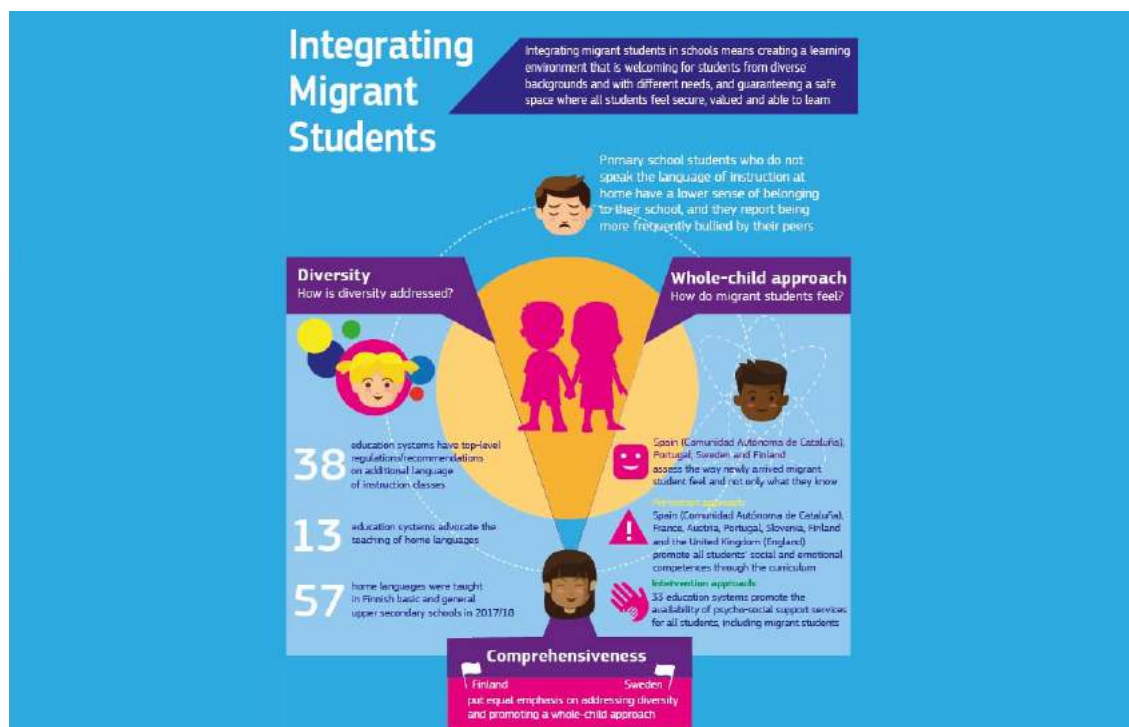 Integrating
Migrant
Students
Integrating migrant students in schools means creating a learning
environment that is welcoming for students from diverse
backgrounds and with different needs, and guaranteeing a safe
space where all students feel secure, valued and able to learn
Primary school students who do not
speak the language of instruction at
home have a lower sense of belonging
to their school, and they report being
more frequently bullied by their peers
Diversity
How is diversity addressed?
Whole-child approach
How do migrant students feel?
38
education systems have top-level
regulations/recommendations
on additional language
of instruction classes
13
education systems advocate the
teaching of home languages
57
home languages were taught
in Finnish basic and general
upper secondary schools in 2017/18
Spain (Comunidad Autónoma de Cataluña),
Portugal, Sweden and Finland
assess the way newly arrived migrant
student feel and not only what they know
Prevention approach:
Spain (Comunidad Autónoma de Cataluña),
France, Austria, Portugal, Slovenia, Finland
and the United Kingdom (England)
promote all students' social and emotional
competences through the curriculum
Intervention approach:
33 education systems promote the
availability of psycho-social support services
for all students, including migrant students
Comprehensiveness
Finland Sweden
put equal emphasis on addressing diversity
and promoting a whole-child approach